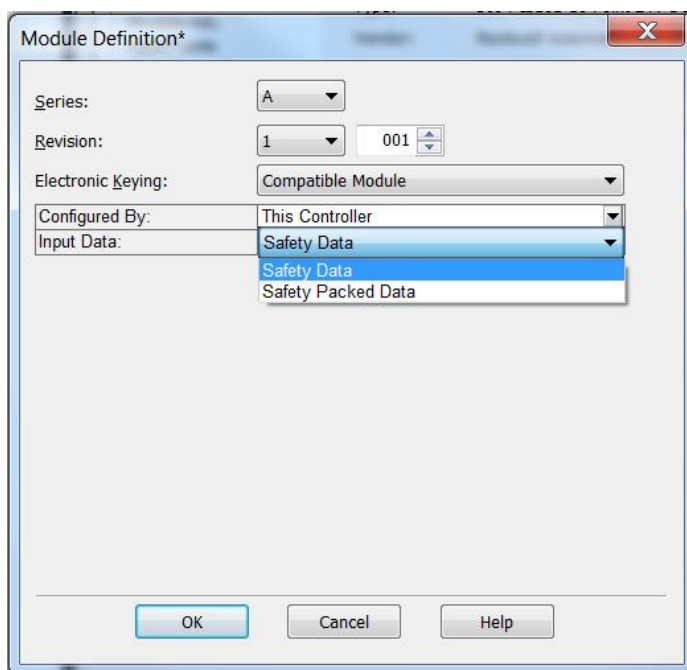 Module Definition*
Series: A
Revision: 1 001
Electronic Keying: Compatible Module
Configured By: This Controller
Input Data: Safety Data
Safety Data
Safety Packed Data
OK Cancel Help